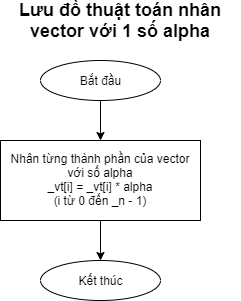 Lưu đồ thuật toán nhân
vector với 1 số alpha
Bắt đầu
Nhân từng thành phần của vector
với số alpha
_vt[i] = _vt[i] * alpha
(i từ 0 đến _n - 1)
Kết thúc